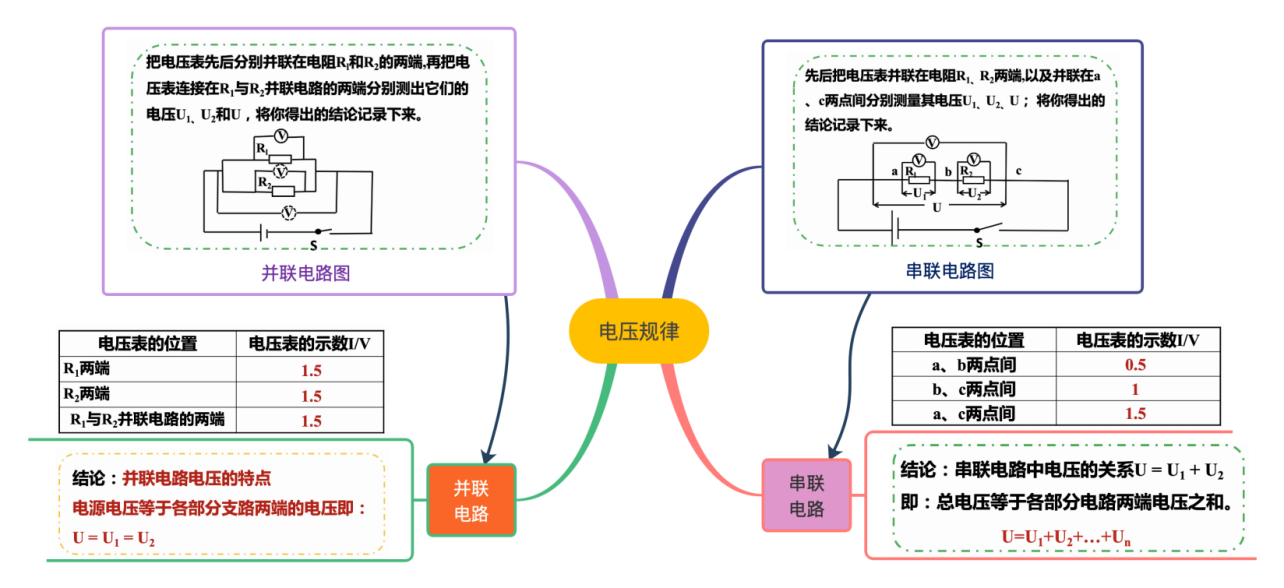 把电压表先后分别并联在电阻R1和R2的两端,再把电
压表连接在R1与R2并联电路的两端分别测出它们的
电压U1、U2和U，将你得出的结论记录下来。
V
R1
V
R2
V
S
并联电路图
先后把电压表并联在电阻R1、R2两端,以及并联在a
、c两点间分别测量其电压U1、U2、U； 将你得出的
结论记录下来。
V
V
V
a R1 b R2 c
U1 U2
U
S
串联电路图
电压规律
电压表的位置 电压表的示数I/V
R1两端 1.5
R2两端 1.5
R1与R2并联电路的两端 1.5
电压表的位置 电压表的示数I/V
a、b两点间 0.5
b、c两点间 1
a、c两点间 1.5
结论：并联电路电压的特点
电源电压等于各部分支路两端的电压即：
U = U1 = U2
并联
电路
串联
电路
结论：串联电路中电压的关系U = U1 + U2
即：总电压等于各部分电路两端电压之和。
U=U1+U2+…+Un